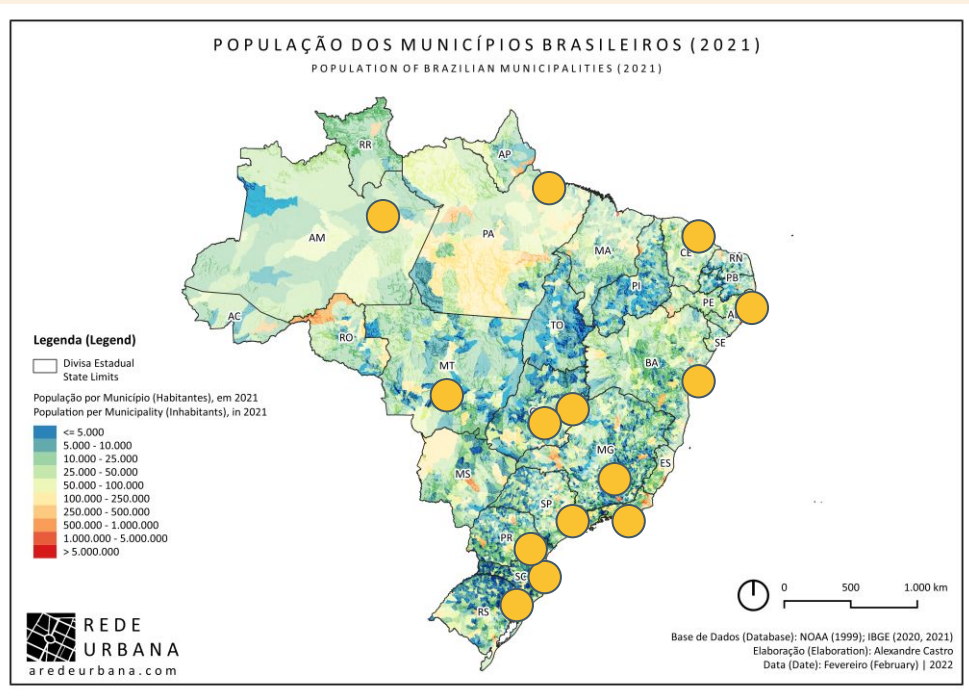 POPULAÇÃO DOS MUNICÍPIOS BRASILEIROS (2021)
POPULATION OF BRAZILIAN MUNICIPALITIES (2021)
RR
AP
AM
PA
MA
CE
RN
PB
PI
PE
A
AC
TO
SE
RO
BA
MT
MG
ES
MS
SP
PR
SC
RS
Legenda (Legend)
Divisa Estadual
State Limits
População por Município (Habitantes), em 2021
Population per Municipality (Inhabitants), in 2021
<= 5.000
5.000 - 10.000
10.000 - 25.000
25.000 - 50.000
50.000 - 100.000
100.000 - 250.000
250.000 - 500.000
500.000 - 1.000.000
1.000.000 - 5.000.000
> 5.000.000
0 500 1.000 km
REDE
URBANA
aredeurbana.com
Base de Dados (Database): NOAA (1999); IBGE (2020, 2021)
Elaboração (Elaboration): Alexandre Castro
Data (Date): Fevereiro (February) | 2022